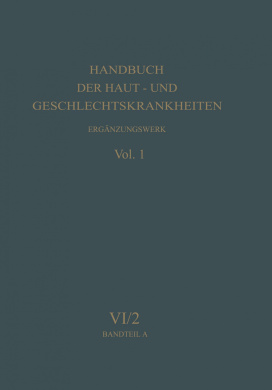 HANDBUCH
DER HAUT - UND
GESCHLECHTSKRANKHEITEN
ERGÄNZUNGSWERK
Vol. 1
VI/2
BANDTEIL A